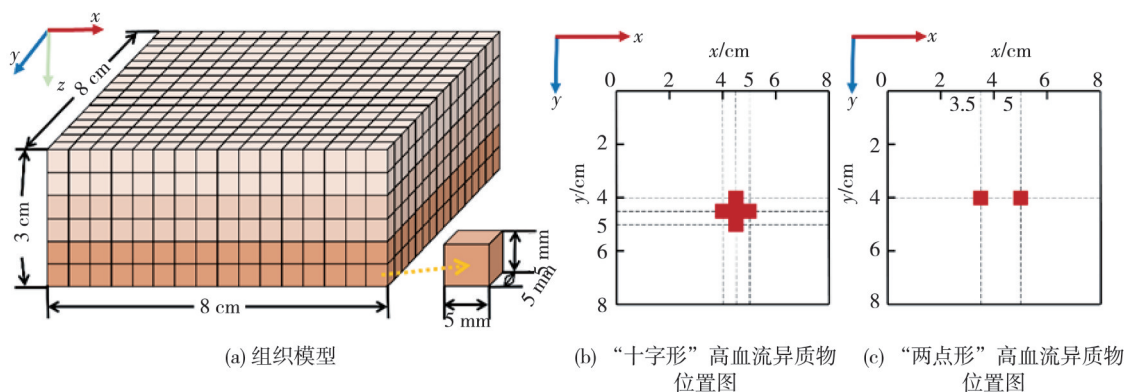 x
y
z
8 cm
3 cm
8 cm
5 mm
5 mm
5 mm
(a) 组织模型
x
y
x/cm
0 2 4 5 6 8
y/cm
2
4
5
6
8
(b) “十字形”高血流异质物
位置图
x
y
x/cm
0 2 4 6 8
3.5 5
y/cm
2
4
6
8
(c) “两点形”高血流异质物
位置图